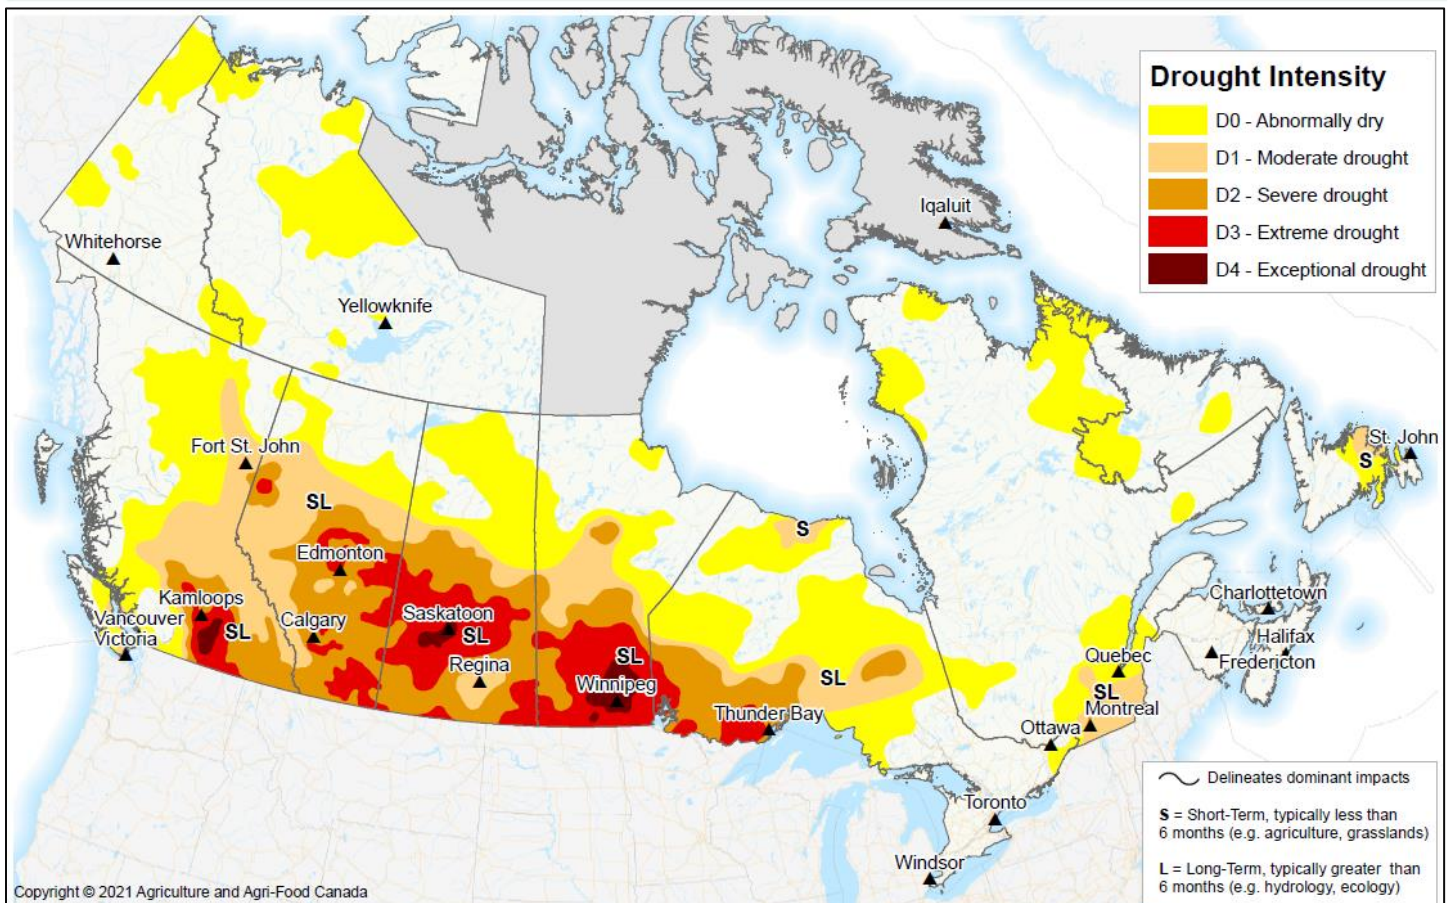 Drought Intensity
D0 - Abnormally dry
D1 - Moderate drought
D2 - Severe drought
D3 - Extreme drought
D4 - Exceptional drought
Iqaluit
Whitehorse
Yellowknife
Fort St. John
St. John
S
SL
S
Edmonton
Kamloops
Charlottetown
Vancouver
Calgary
Saskatoon
SL
SL
Victoria
Halifax
Regina
SL
Quebec
Fredericton
Winnipeg
SL
SL
Thunder Bay
Montreal
Ottawa
Toronto
Windsor
Delineates dominant impacts
S = Short-Term, typically less than
6 months (e.g. agriculture, grasslands)
L = Long-Term, typically greater than
6 months (e.g. hydrology, ecology)
Copyright © 2021 Agriculture and Agri-Food Canada